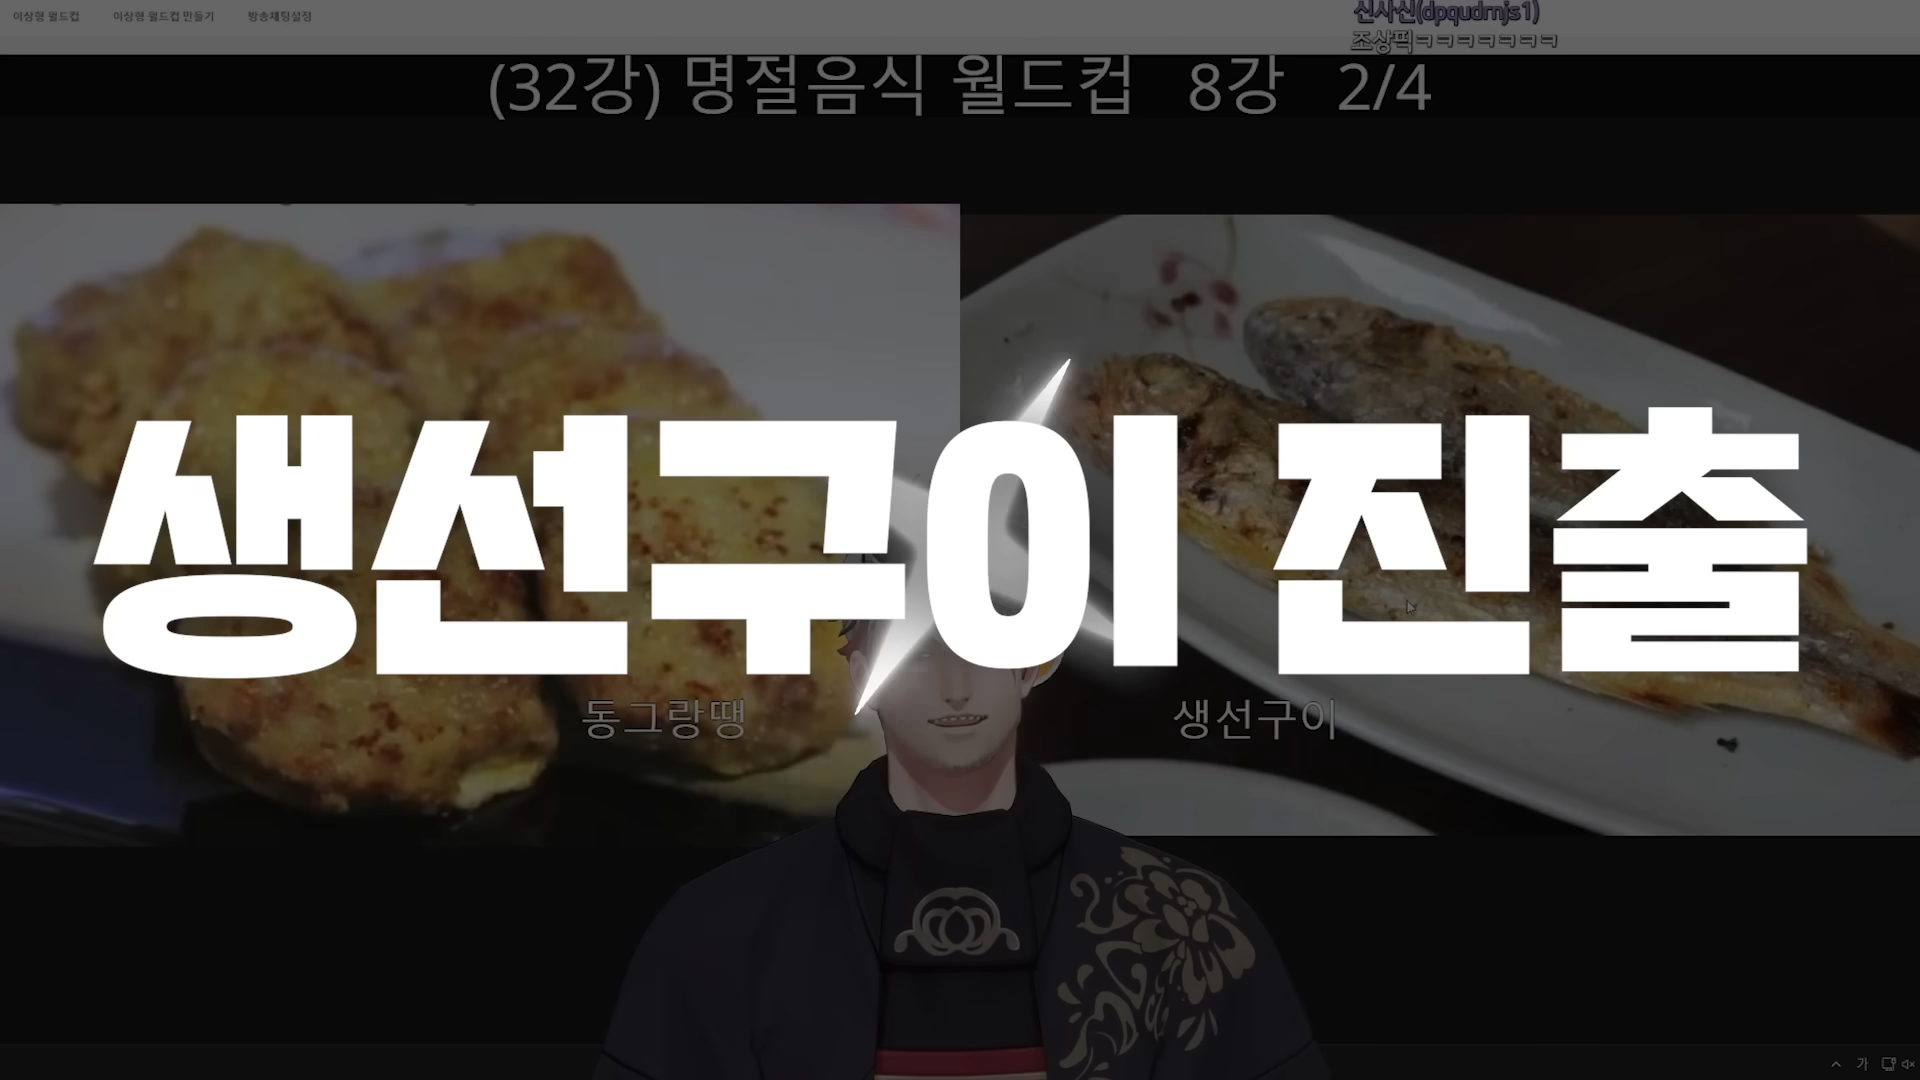 이상형 월드컵 이상형 월드컵 만들기 방송채팅설정
신사신(dpqudrnjs1)
조상픽ㅋㅋㅋㅋㅋㅋㅋ
(32강) 명절음식 월드컵 8강 2/4
생선구이 진출
동그랑땡 생선구이
가